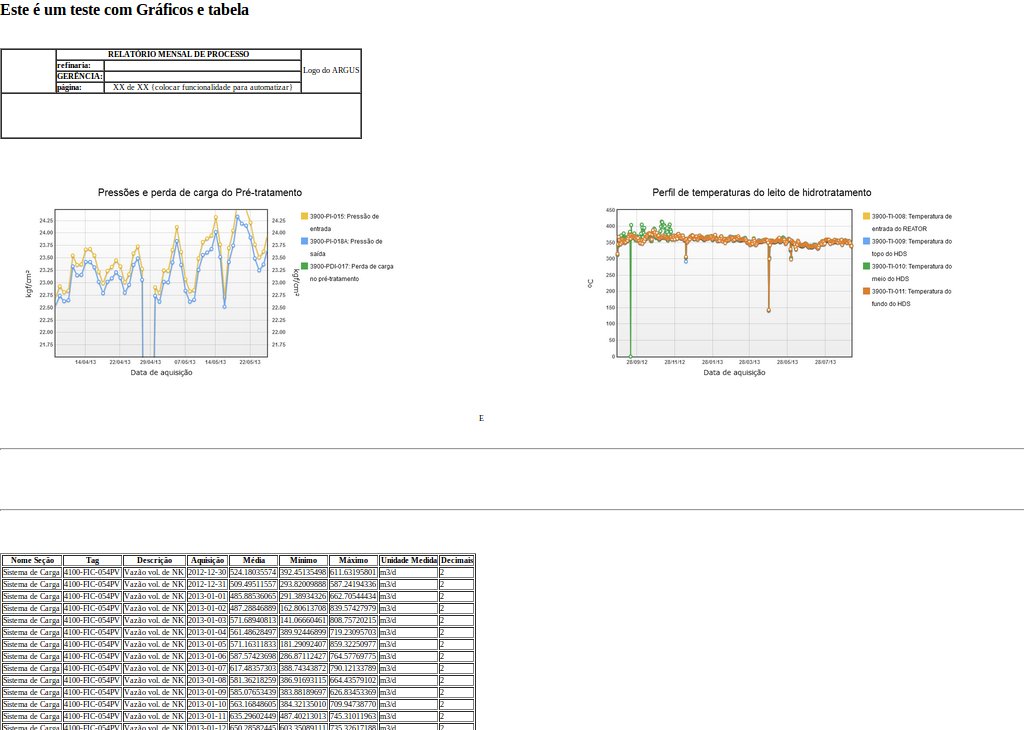 Este é um teste com Gráficos e tabela
RELATÓRIO MENSAL DE PROCESSO
refinaria:
GERÊNCIA:
página: XX de XX {colocar funcionalidade para automatizar}
Logo do ARGUS
Pressões e perda de carga do Pré-tratamento
24.25 24.25
24.00 24.00
23.75 23.75
23.50 23.50
23.25 23.25
23.00 23.00
22.75 22.75
22.50 22.50
22.25 22.25
22.00 22.00
21.75 21.75
kgf/cm² kgf/cm²
14/04/13 22/04/13 29/04/13 07/05/13 14/05/13 22/05/13
Data de aquisição
3900-PI-015: Pressão de
entrada
3900-PI-018A: Pressão de
saída
3900-PDI-017: Perda de carga
no pré-tratamento
Perfil de temperaturas do leito de hidrotratamento
450
400
350
300
250
200
150
100
50
0
ºC
28/09/12 28/11/12 28/01/13 28/03/13 28/05/13 28/07/13
Data de aquisição
3900-TI-008: Temperatura de
entrada do REATOR
3900-TI-009: Temperatura do
topo do HDS
3900-TI-010: Temperatura do
meio do HDS
3900-TI-011: Temperatura do
fundo do HDS
E
Nome Seção Tag Descrição Aquisição Média Mínimo Máximo Unidade Medida Decimais
Sistema de Carga 4100-FIC-054PV Vazão vol. de NK 2012-12-30 524.18035574 392.45135498 611.63195801 m3/d 2
Sistema de Carga 4100-FIC-054PV Vazão vol. de NK 2012-12-31 509.49511557 293.82009888 587.24194336 m3/d 2
Sistema de Carga 4100-FIC-054PV Vazão vol. de NK 2013-01-01 485.88536065 291.38934326 662.70544434 m3/d 2
Sistema de Carga 4100-FIC-054PV Vazão vol. de NK 2013-01-02 487.28846889 162.80613708 839.57427979 m3/d 2
Sistema de Carga 4100-FIC-054PV Vazão vol. de NK 2013-01-03 571.68940813 141.06660461 808.75720215 m3/d 2
Sistema de Carga 4100-FIC-054PV Vazão vol. de NK 2013-01-04 561.48628497 389.92446899 719.23095703 m3/d 2
Sistema de Carga 4100-FIC-054PV Vazão vol. de NK 2013-01-05 571.16311833 181.29092407 859.32250977 m3/d 2
Sistema de Carga 4100-FIC-054PV Vazão vol. de NK 2013-01-06 587.57423698 286.87112427 764.57769775 m3/d 2
Sistema de Carga 4100-FIC-054PV Vazão vol. de NK 2013-01-07 617.48357303 388.74343872 790.12133789 m3/d 2
Sistema de Carga 4100-FIC-054PV Vazão vol. de NK 2013-01-08 581.36218259 386.91693115 664.43579102 m3/d 2
Sistema de Carga 4100-FIC-054PV Vazão vol. de NK 2013-01-09 585.07653439 383.88189697 626.83453369 m3/d 2
Sistema de Carga 4100-FIC-054PV Vazão vol. de NK 2013-01-10 563.16848605 384.32135010 709.94738770 m3/d 2
Sistema de Carga 4100-FIC-054PV Vazão vol. de NK 2013-01-11 635.29602449 487.40213013 745.31011963 m3/d 2
Sistema de Carga 4100-FIC-054PV Vazão vol. de NK 2013-01-12 650.28582445 603.35089111 735.32617188 m3/d 2